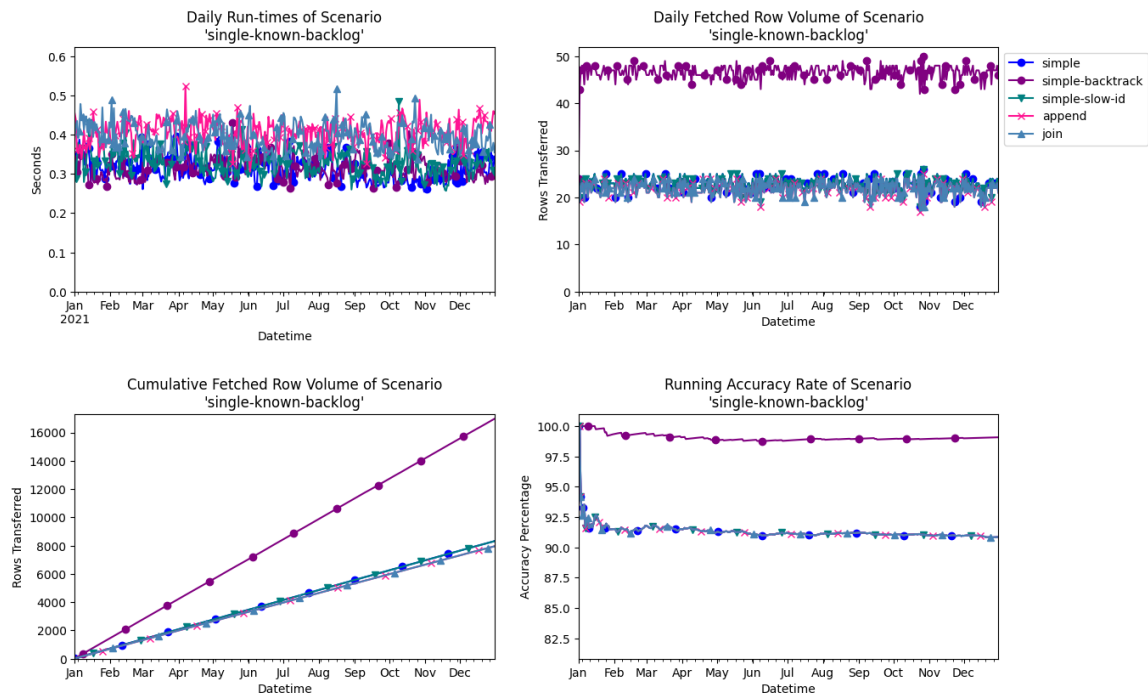 Daily Run-times of Scenario
'single-known-backlog'
Seconds
0.6
0.5
0.4
0.3
0.2
0.1
0.0
Jan Feb Mar Apr May Jun Jul Aug Sep Oct Nov Dec
2021
Datetime
Daily Fetched Row Volume of Scenario
'single-known-backlog'
Rows Transferred
50
40
30
20
10
0
Jan Feb Mar Apr May Jun Jul Aug Sep Oct Nov Dec
Datetime
simple
simple-backtrack
simple-slow-id
append
join
Cumulative Fetched Row Volume of Scenario
'single-known-backlog'
Rows Transferred
16000
14000
12000
10000
8000
6000
4000
2000
0
Jan Feb Mar Apr May Jun Jul Aug Sep Oct Nov Dec
Datetime
Running Accuracy Rate of Scenario
'single-known-backlog'
Accuracy Percentage
100.0
97.5
95.0
92.5
90.0
87.5
85.0
82.5
Jan Feb Mar Apr May Jun Jul Aug Sep Oct Nov Dec
Datetime